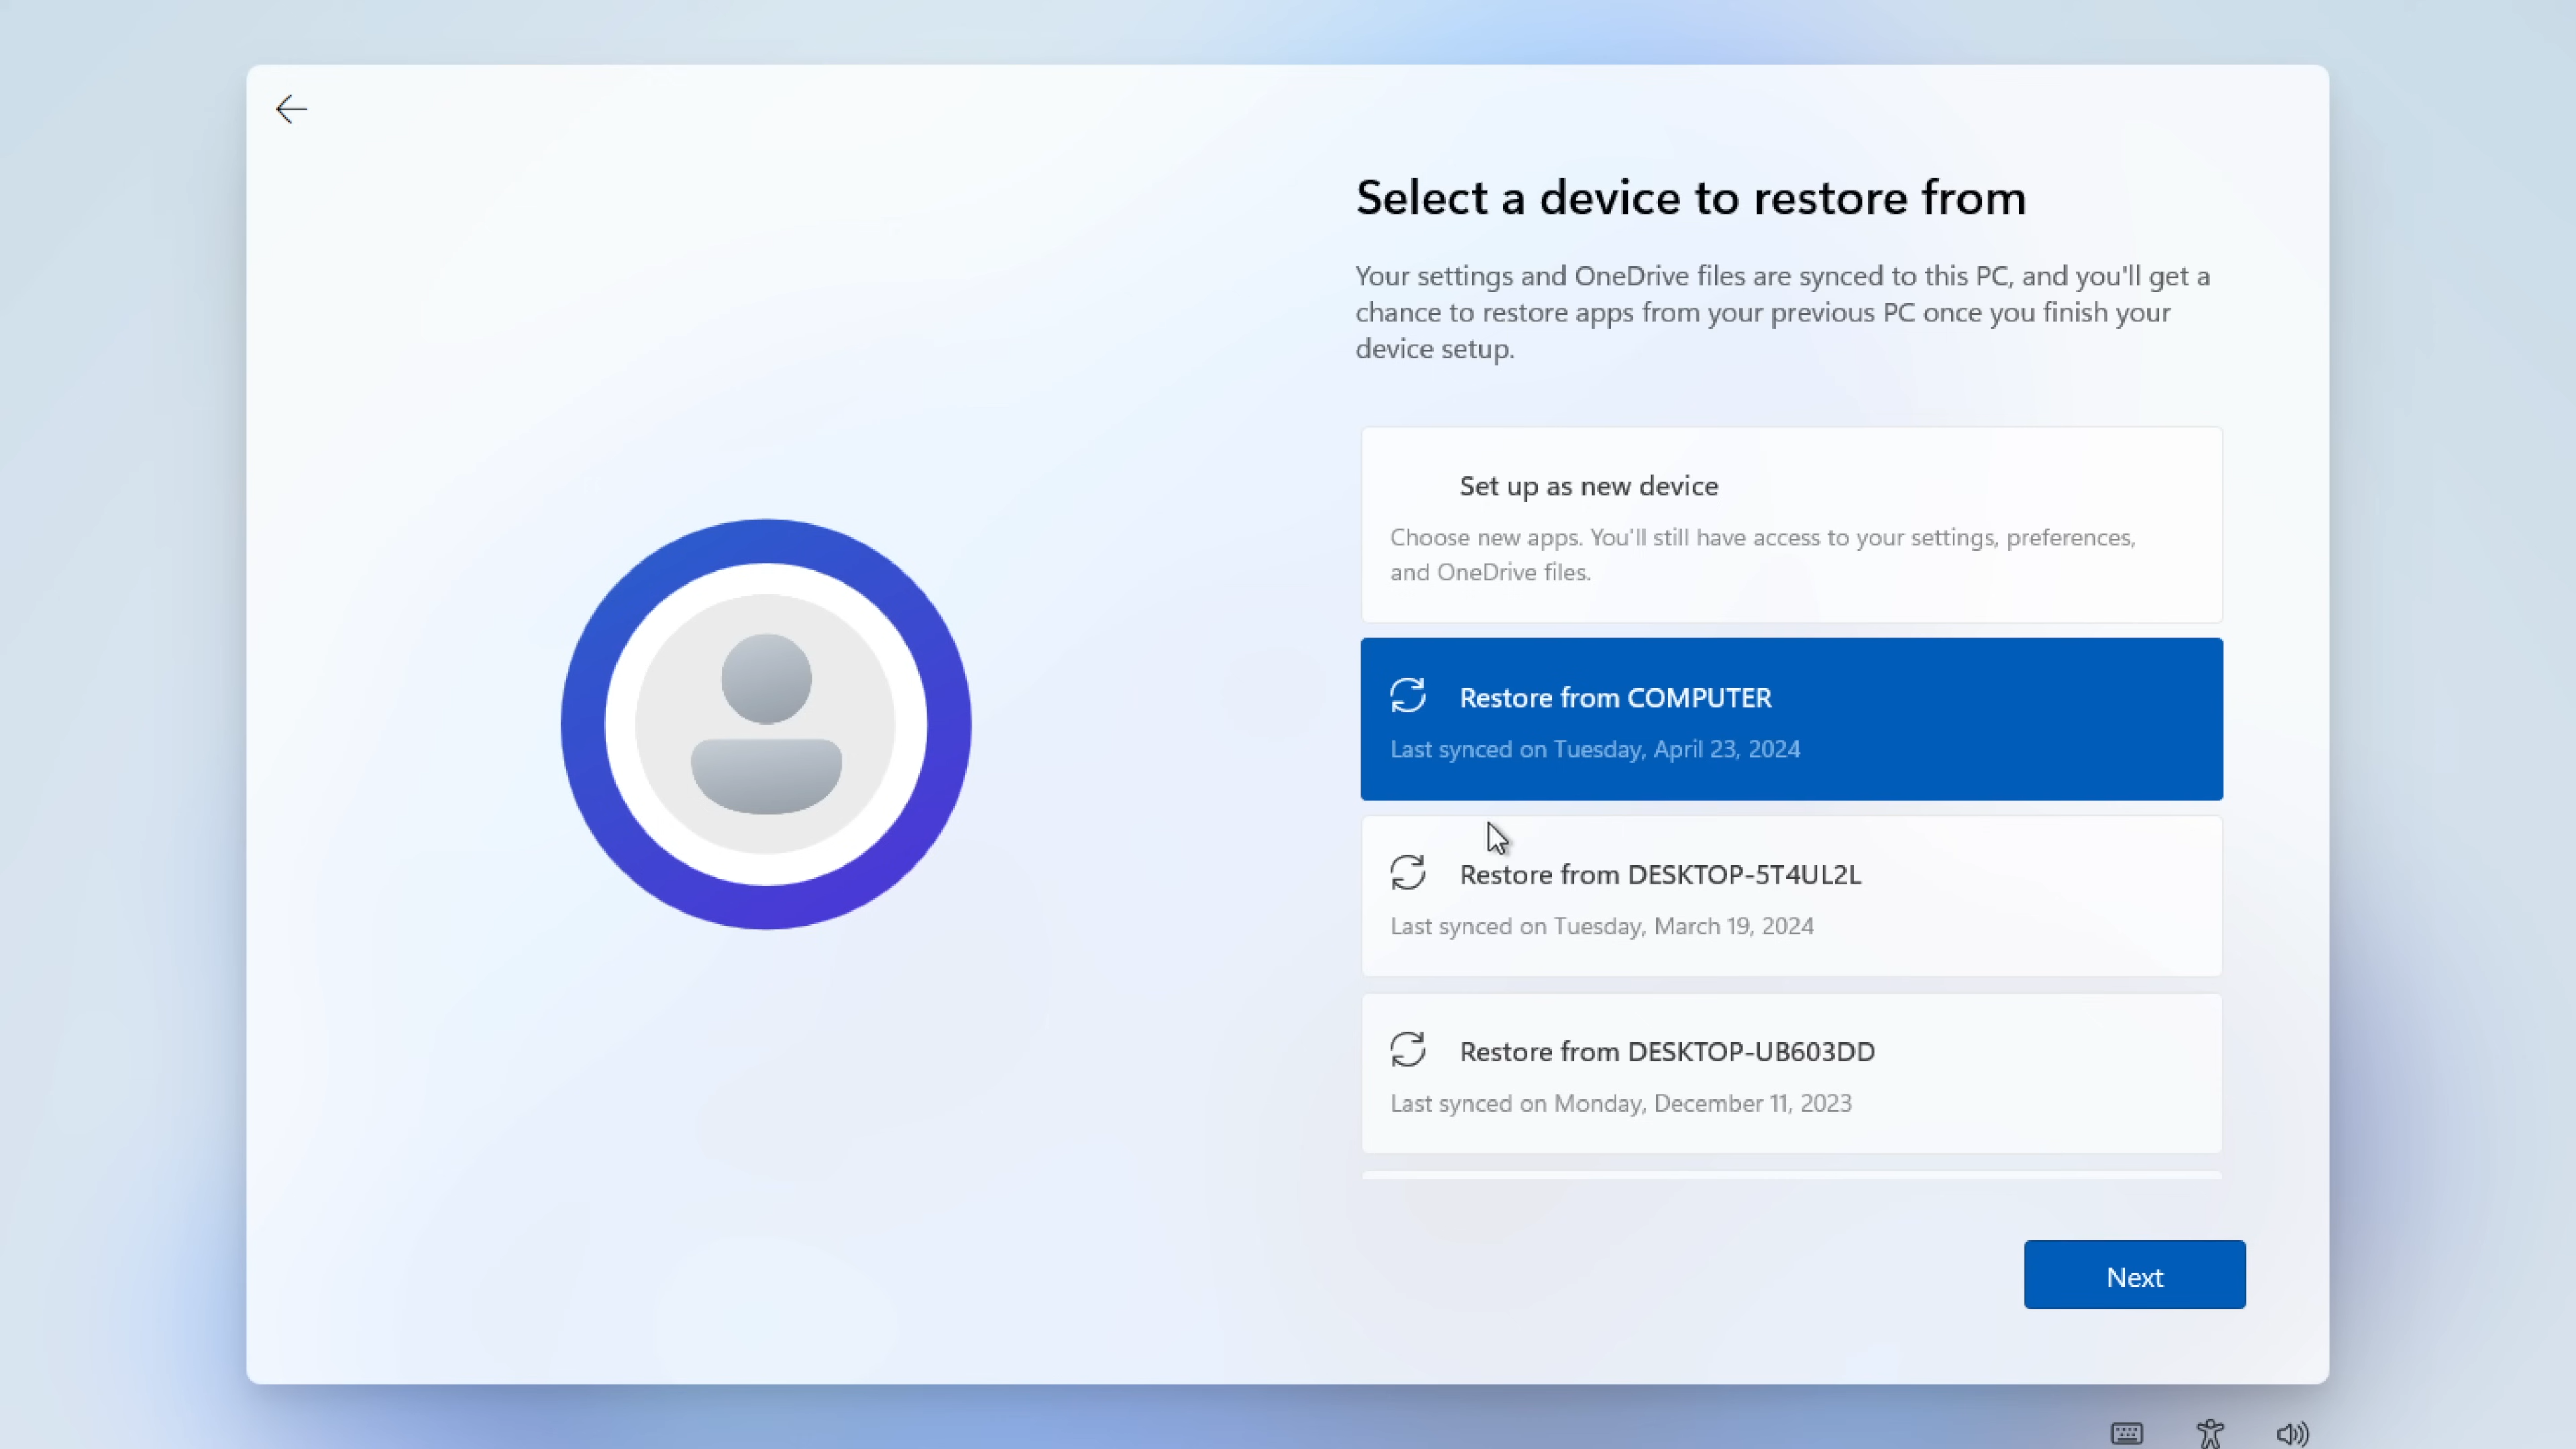 Select a device to restore from
Your settings and OneDrive files are synced to this PC, and you'll get a
chance to restore apps from your previous PC once you finish your
device setup.
Set up as new device
Choose new apps. You'll still have access to your settings, preferences,
and OneDrive files.
Restore from COMPUTER
Last synced on Tuesday, April 23, 2024
Restore from DESKTOP-5T4UL2L
Last synced on Tuesday, March 19, 2024
Restore from DESKTOP-UB603DD
Last synced on Monday, December 11, 2023
Next